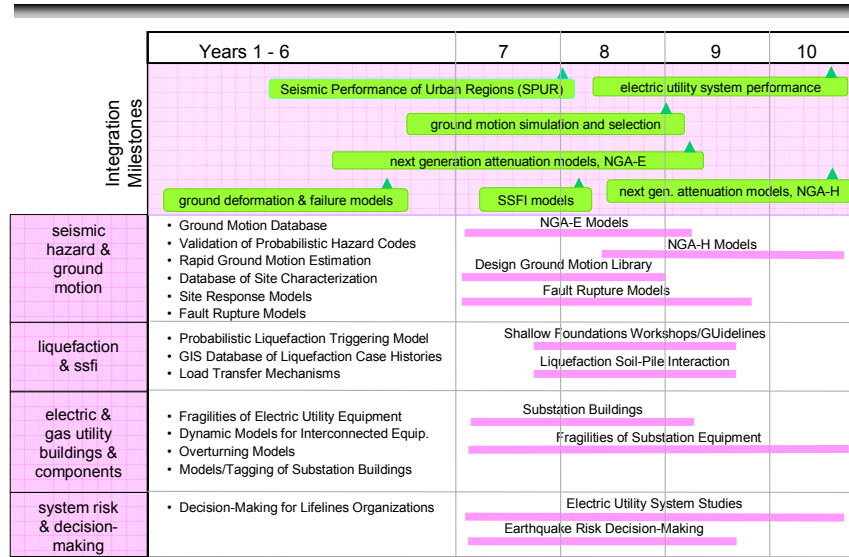 Years 1 - 6
7
8
9
10
Integration
Milestones
Seismic Performance of Urban Regions (SPUR)
electric utility system performance
ground motion simulation and selection
next generation attenuation models, NGA-E
ground deformation & failure models
SSFI models
next gen. attenuation models, NGA-H
seismic
hazard &
ground
motion
• Ground Motion Database
• Validation of Probabilistic Hazard Codes
• Rapid Ground Motion Estimation
• Database of Site Characterization
• Site Response Models
• Fault Rupture Models
NGA-E Models
NGA-H Models
Design Ground Motion Library
Fault Rupture Models
liquefaction
& ssfi
• Probabilistic Liquefaction Triggering Model
• GIS Database of Liquefaction Case Histories
• Load Transfer Mechanisms
Shallow Foundations Workshops/GUidelines
Liquefaction Soil-Pile Interaction
electric &
gas utility
buildings &
components
• Fragilities of Electric Utility Equipment
• Dynamic Models for Interconnected Equip.
• Overturning Models
• Models/Tagging of Substation Buildings
Substation Buildings
Fragilities of Substation Equipment
system risk
& decision-
making
• Decision-Making for Lifelines Organizations
Electric Utility System Studies
Earthquake Risk Decision-Making